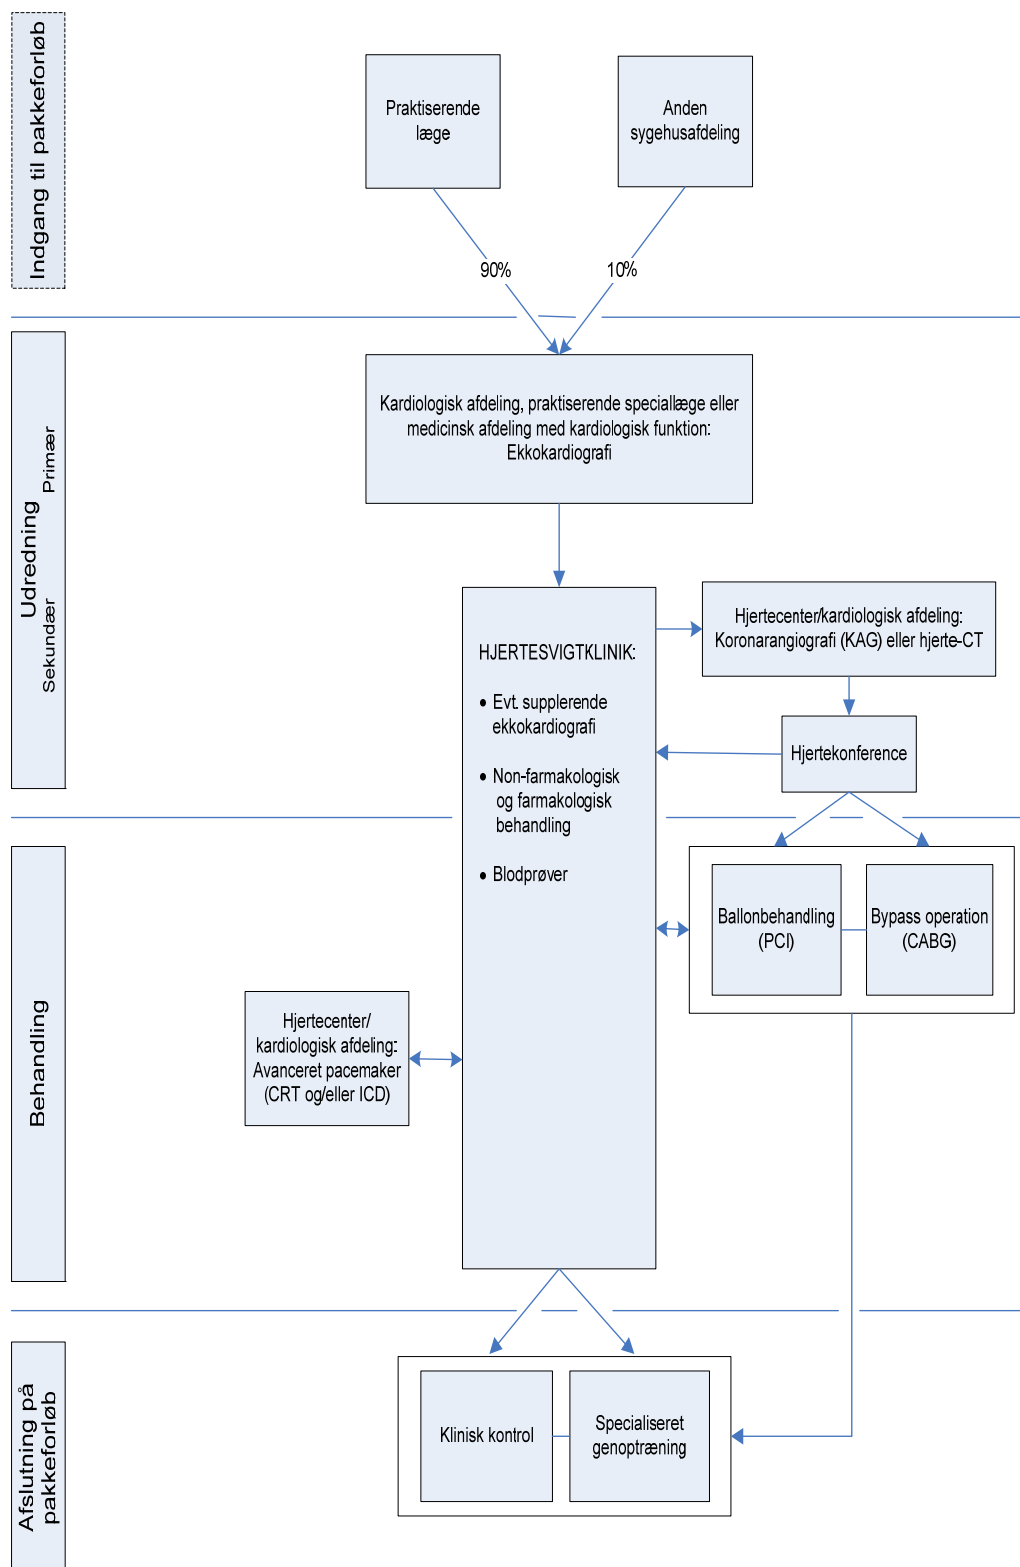 Indgang til pakkeforløb
Praktiserende
læge
Anden
sygehusafdeling
90%
10%
Udredning
Primær
Sekundær
Kardiologisk afdeling, praktiserende speciallæge eller
medicinsk afdeling med kardiologisk funktion:
Ekkokardiografi
HJERTESVIGTKLINIK:
• Evt. supplerende
ekkokardiografi
• Non-farmakologisk
og farmakologisk
behandling
• Blodprøver
Hjertecenter/kardiologisk afdeling:
Koronarangiografi (KAG) eller hjerte-CT
Hjertekonference
Behandling
Ballonbehandling
(PCI)
Bypass operation
(CABG)
Hjertecenter/
kardiologisk afdeling:
Avanceret pacemaker
(CRT og/eller ICD)
Afslutning på
pakkeforløb
Klinisk kontrol
Specialiseret
genoptræning